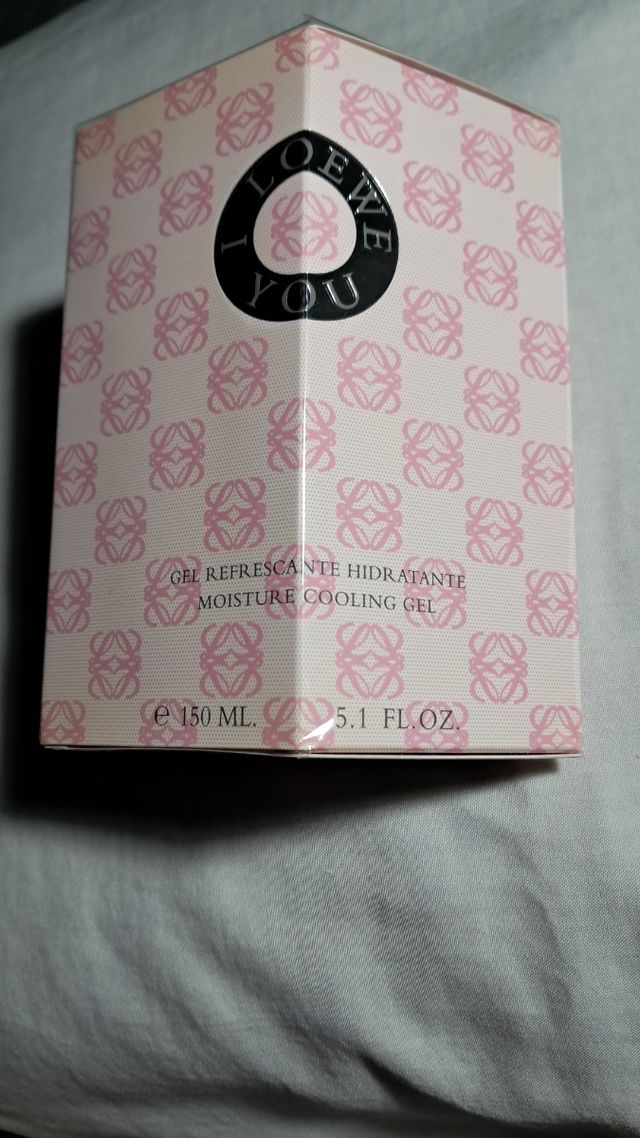 I LOEWE YOU
GEL REFRESCANTE HIDRATANTE
MOISTURE COOLING GEL
℮ 150 ML. 5.1 FL.OZ.